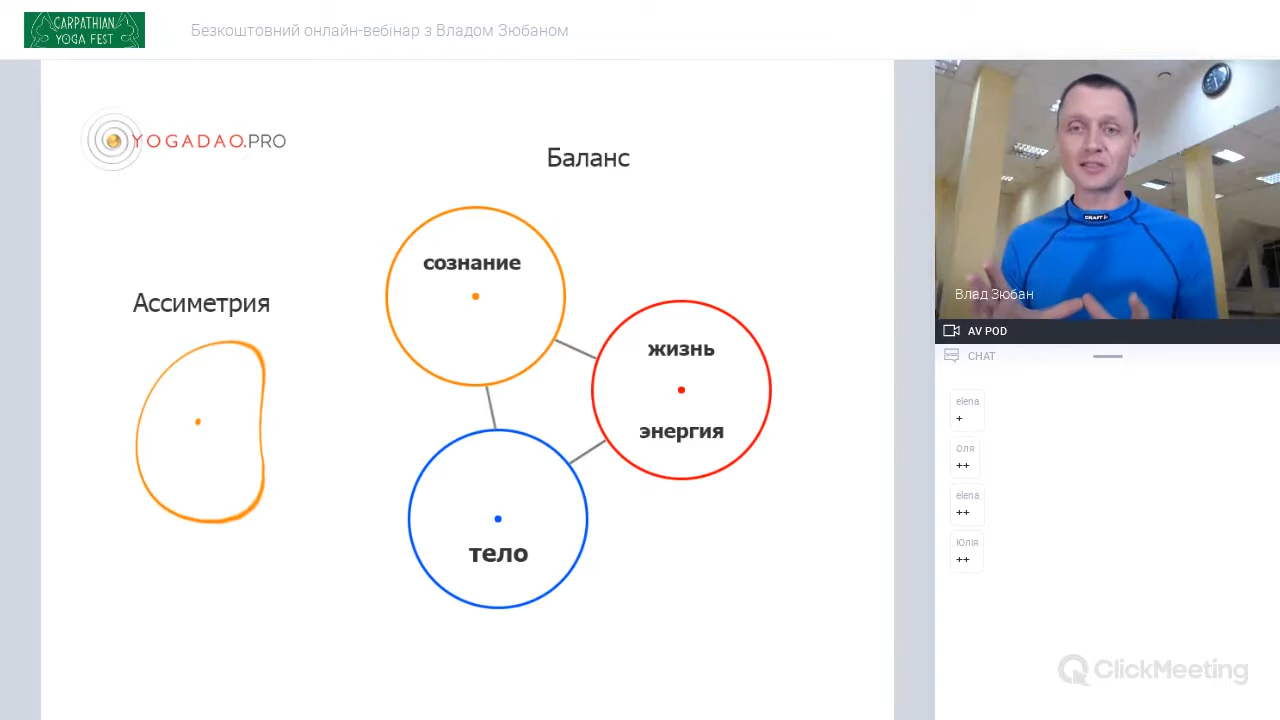 CARPATHIAN
YOGA FEST
Безкоштовний онлайн-вебінар з Владом Зюбаном
YOGADAO.PRO
Баланс
сознание
Ассиметрия
жизнь
энергия
тело
CRAFT
Влад Зюбан
AV POD
CHAT
elena
+
Оля
++
elena
++
Юлія
++
ClickMeeting